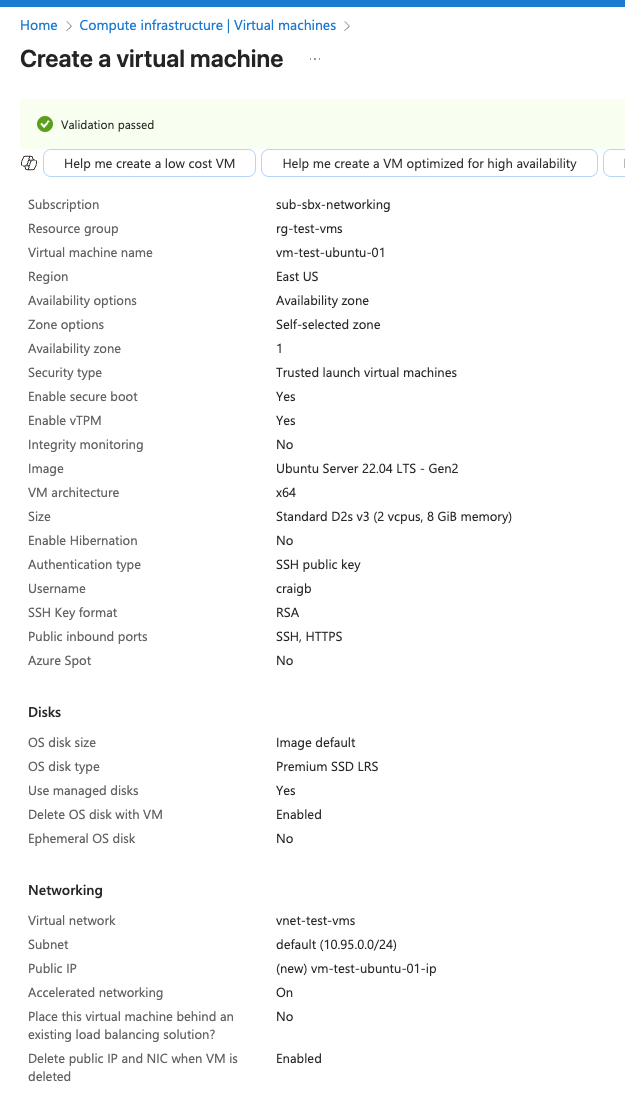 Home > Compute infrastructure | Virtual machines >
Create a virtual machine ...
Validation passed
Help me create a low cost VM Help me create a VM optimized for high availability
Subscription sub-sbx-networking
Resource group rg-test-vms
Virtual machine name vm-test-ubuntu-01
Region East US
Availability options Availability zone
Zone options Self-selected zone
Availability zone 1
Security type Trusted launch virtual machines
Enable secure boot Yes
Enable vTPM Yes
Integrity monitoring No
Image Ubuntu Server 22.04 LTS - Gen2
VM architecture x64
Size Standard D2s v3 (2 vcpus, 8 GiB memory)
Enable Hibernation No
Authentication type SSH public key
Username craigb
SSH Key format RSA
Public inbound ports SSH, HTTPS
Azure Spot No
Disks
OS disk size Image default
OS disk type Premium SSD LRS
Use managed disks Yes
Delete OS disk with VM Enabled
Ephemeral OS disk No
Networking
Virtual network vnet-test-vms
Subnet default (10.95.0.0/24)
Public IP (new) vm-test-ubuntu-01-ip
Accelerated networking On
Place this virtual machine behind an No
existing load balancing solution?
Delete public IP and NIC when VM is Enabled
deleted